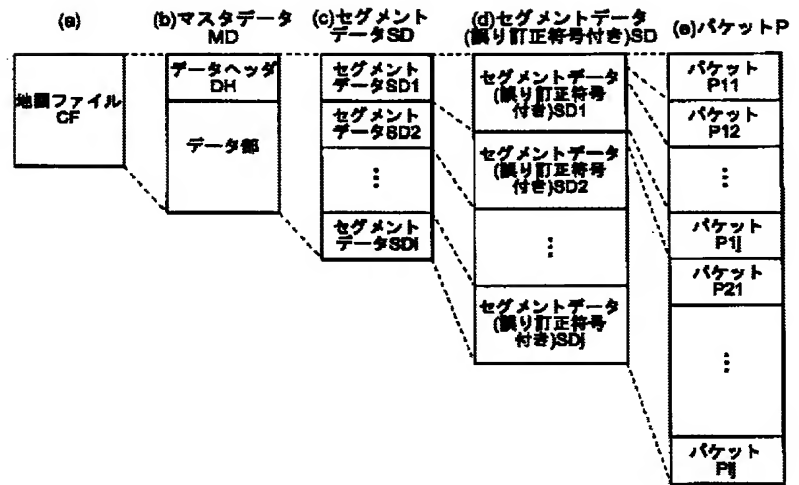 (a)
地図ファイル
CF
(b)マスタデータ
MD
データヘッダ
DH
データ部
(c)セグメント
データSD
セグメント
データSD1
セグメント
データSD2
⋮
セグメント
データSDi
(d)セグメントデータ
(誤り訂正符号付き)SD
セグメントデータ
(誤り訂正符号
付き)SD1
セグメントデータ
(誤り訂正符号
付き)SD2
⋮
セグメントデータ
(誤り訂正符号
付き)SDj
(e)パケットP
パケット
P11
パケット
P12
⋮
パケット
P1j
パケット
P21
⋮
パケット
Pij